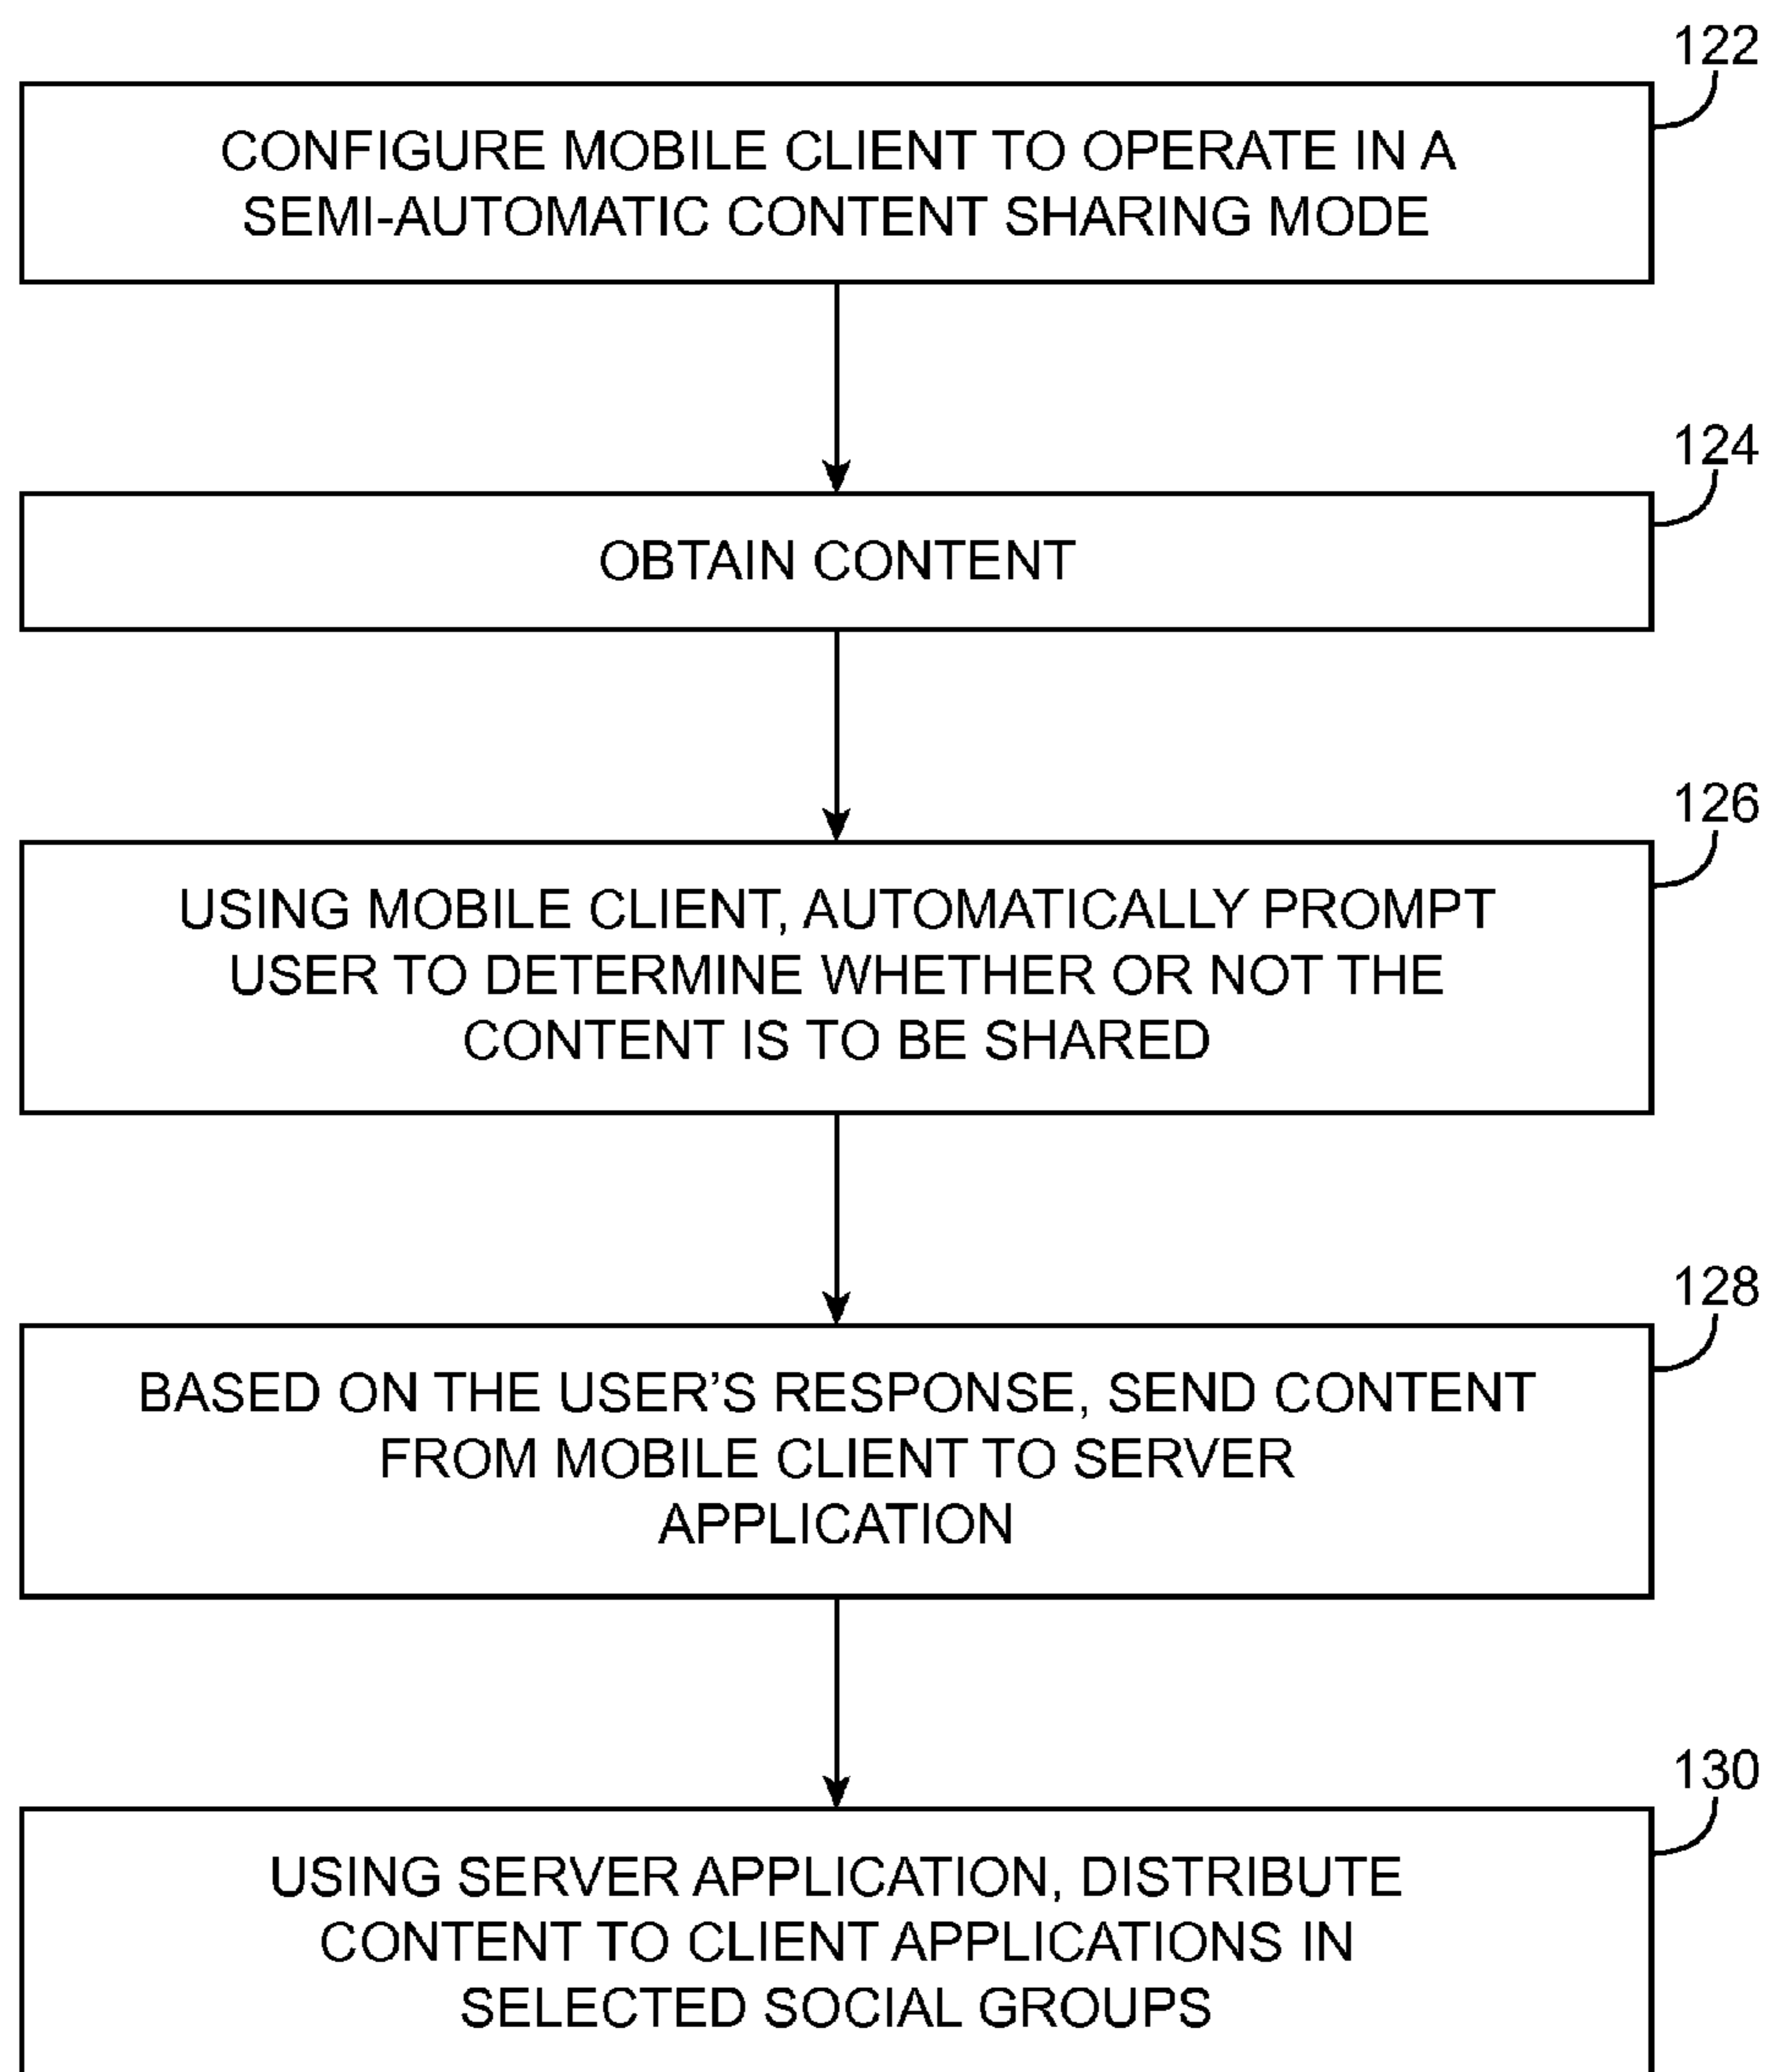 122
CONFIGURE MOBILE CLIENT TO OPERATE IN A
SEMI-AUTOMATIC CONTENT SHARING MODE
124
OBTAIN CONTENT
126
USING MOBILE CLIENT, AUTOMATICALLY PROMPT
USER TO DETERMINE WHETHER OR NOT THE
CONTENT IS TO BE SHARED
128
BASED ON THE USER’S RESPONSE, SEND CONTENT
FROM MOBILE CLIENT TO SERVER
APPLICATION
130
USING SERVER APPLICATION, DISTRIBUTE
CONTENT TO CLIENT APPLICATIONS IN
SELECTED SOCIAL GROUPS